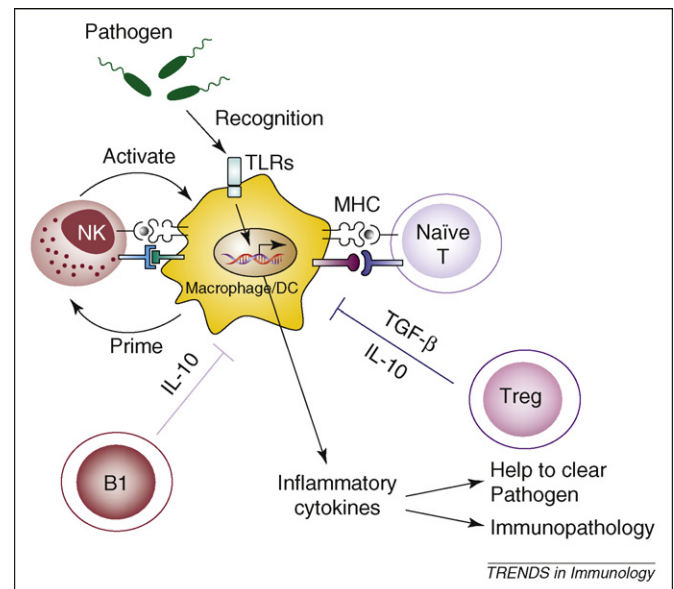 Pathogen
Recognition
Activate
TLRs
MHC
NK
Naïve
T
Macrophage/DC
Prime
TGF-β
IL-10
IL-10
Treg
B1
Inflammatory
cytokines
Help to clear
Pathogen
Immunopathology
TRENDS in Immunology